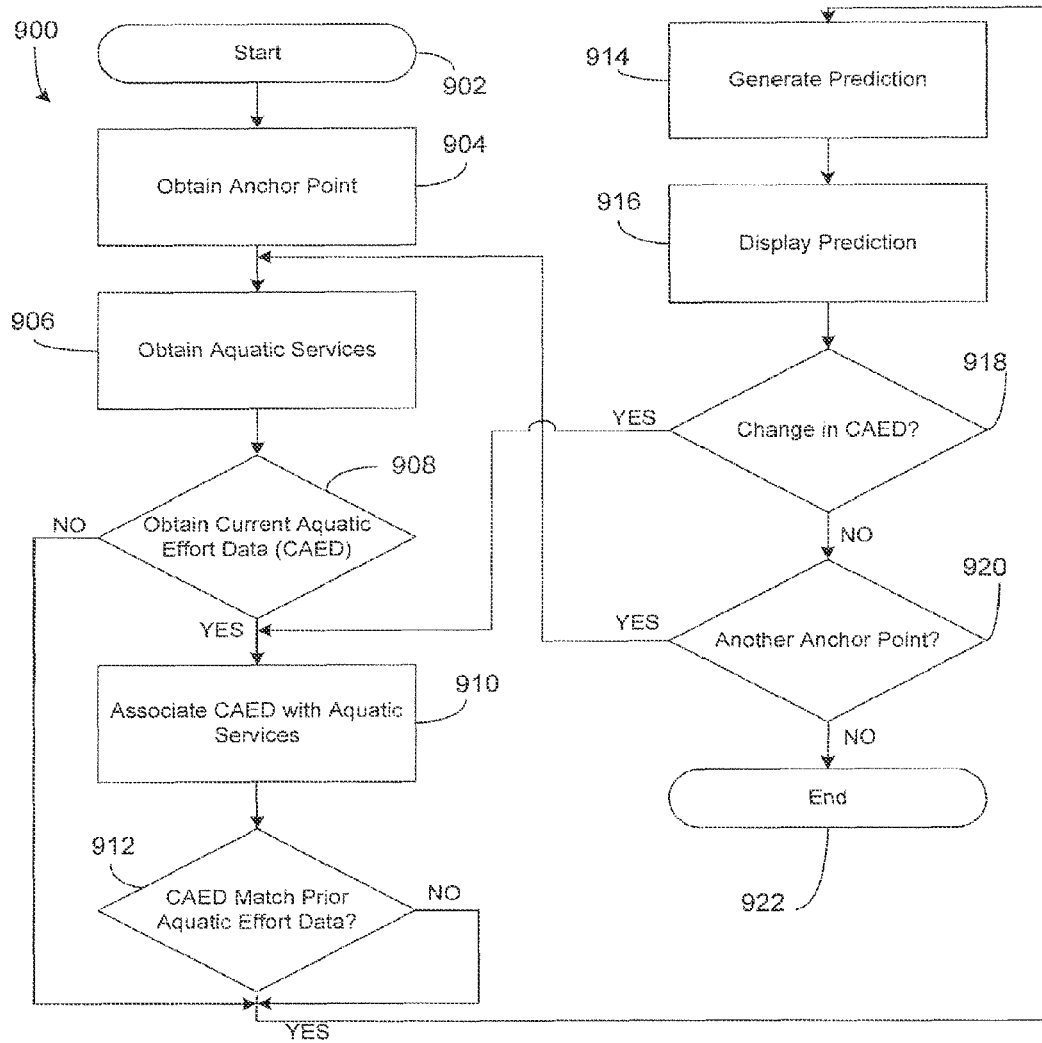 900
Start
902
904
Obtain Anchor Point
906
Obtain Aquatic Services
908
NO
Obtain Current Aquatic
Effort Data (CAED)
YES
910
Associate CAED with Aquatic
Services
912
CAED Match Prior
Aquatic Effort Data?
NO
YES
914
Generate Prediction
916
Display Prediction
918
YES
Change in CAED?
NO
920
YES
Another Anchor Point?
NO
End
922